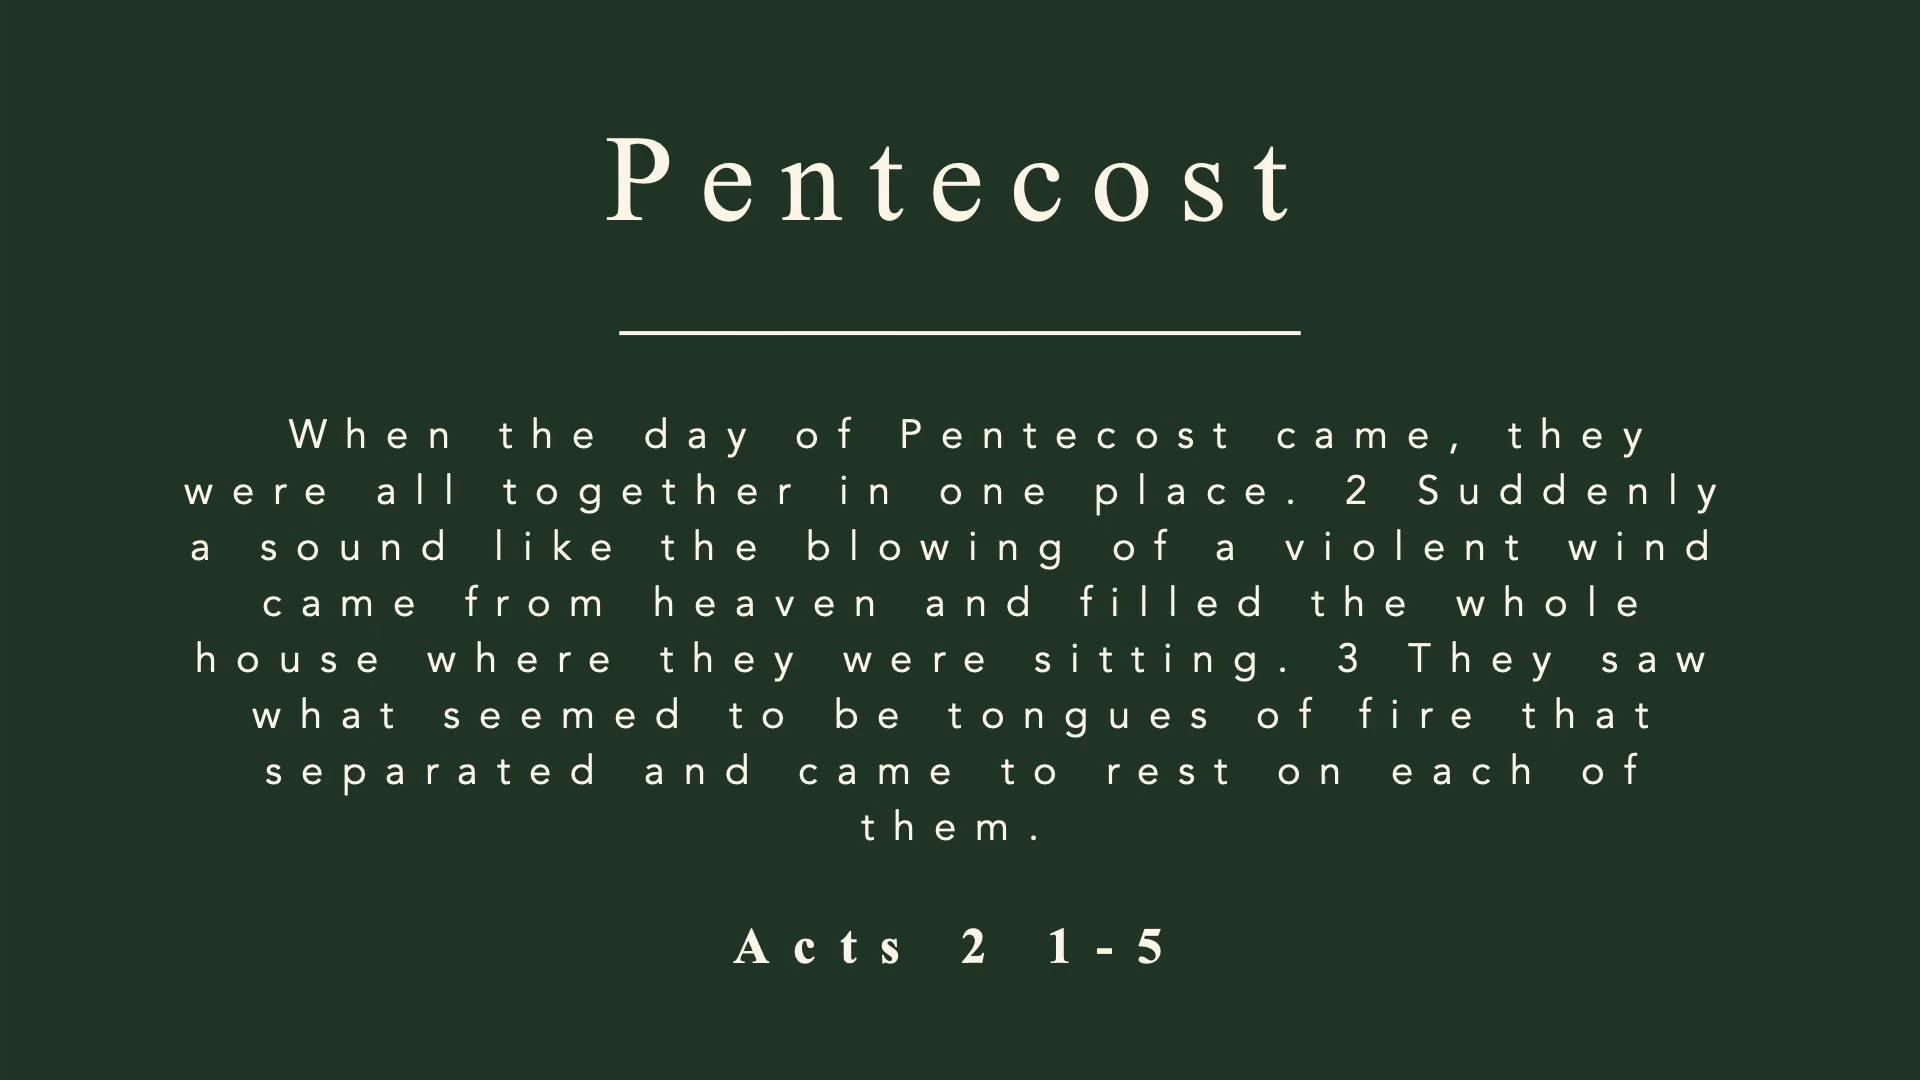 Pentecost
When the day of Pentecost came, they
were all together in one place. 2 Suddenly
a sound like the blowing of a violent wind
came from heaven and filled the whole
house where they were sitting. 3 They saw
what seemed to be tongues of fire that
separated and came to rest on each of
them.
Acts 2 1-5